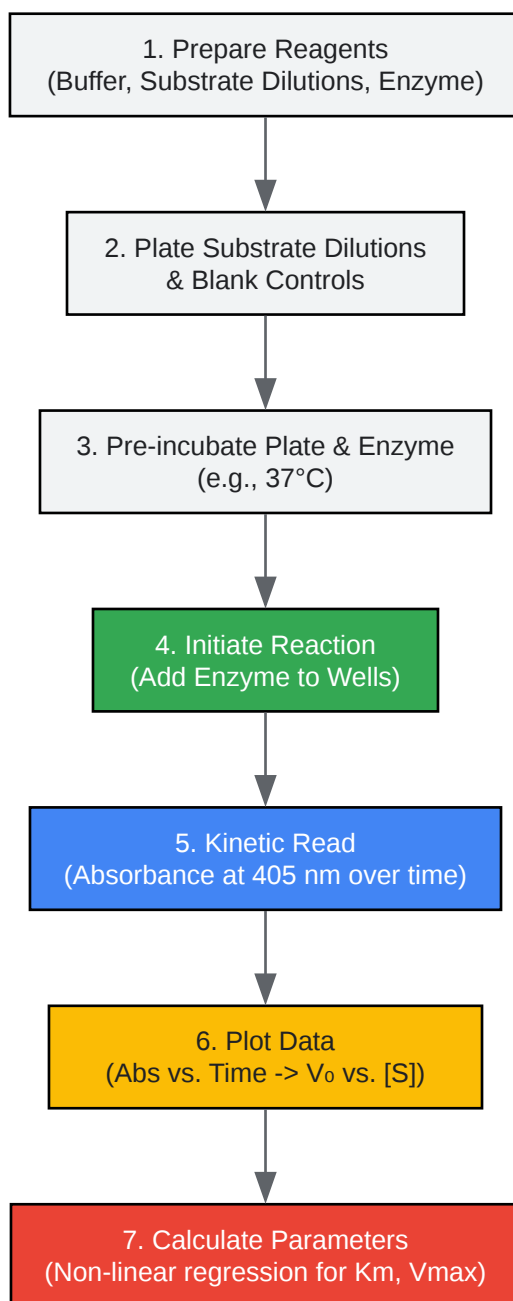 1. Prepare Reagents
(Buffer, Substrate Dilutions, Enzyme)
2. Plate Substrate Dilutions
& Blank Controls
3. Pre-incubate Plate & Enzyme
(e.g., 37°C)
4. Initiate Reaction
(Add Enzyme to Wells)
5. Kinetic Read
(Absorbance at 405 nm over time)
6. Plot Data
(Abs vs. Time -> V₀ vs. [S])
7. Calculate Parameters
(Non-linear regression for Km, Vmax)